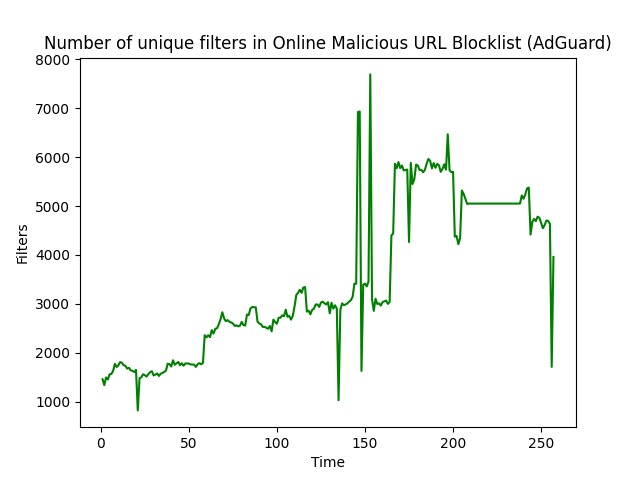 Number of unique filters in Online Malicious URL Blocklist (AdGuard)
8000
7000
6000
5000
4000
3000
2000
1000
Filters
0 50 100 150 200 250
Time